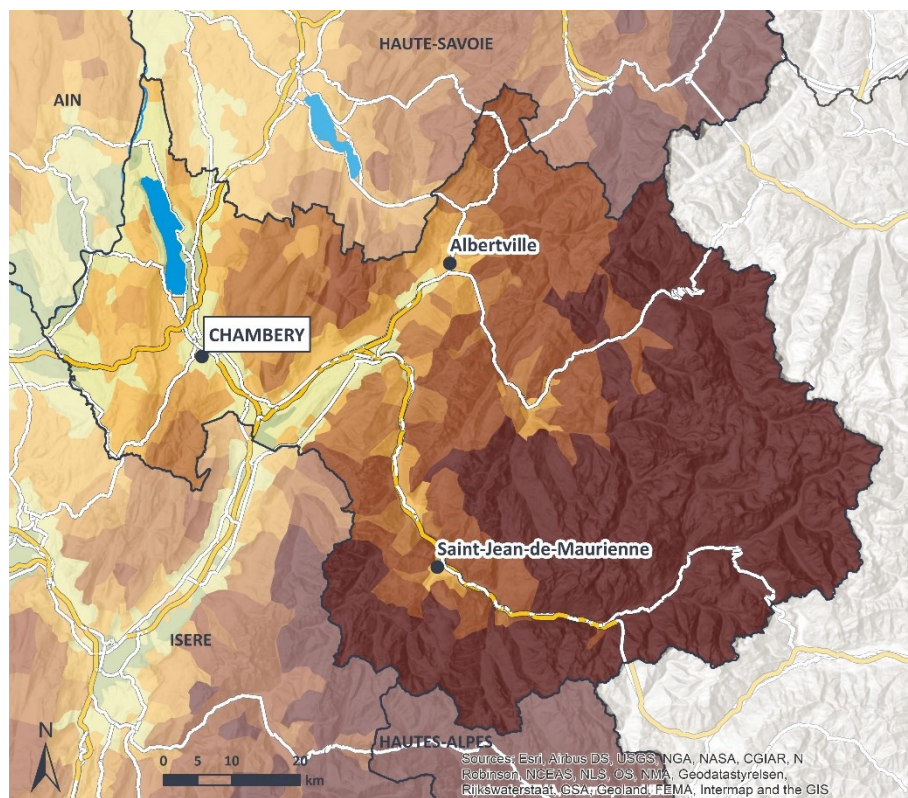 HAUTE-SAVOIE
AIN
Albertville
CHAMBERY
Saint-Jean-de-Maurienne
ISERE
HAUTES-ALPES
N
0 5 10 20
km
Sources: Esri, Airbus DS, USGS, NGA, NASA, CGIAR, N
Robinson, NCEAS, NLS, OS, NMA, Geodatastyrelsen,
Rijkswaterstaat, GSA, Geoland, FEMA, Intermap and the GIS